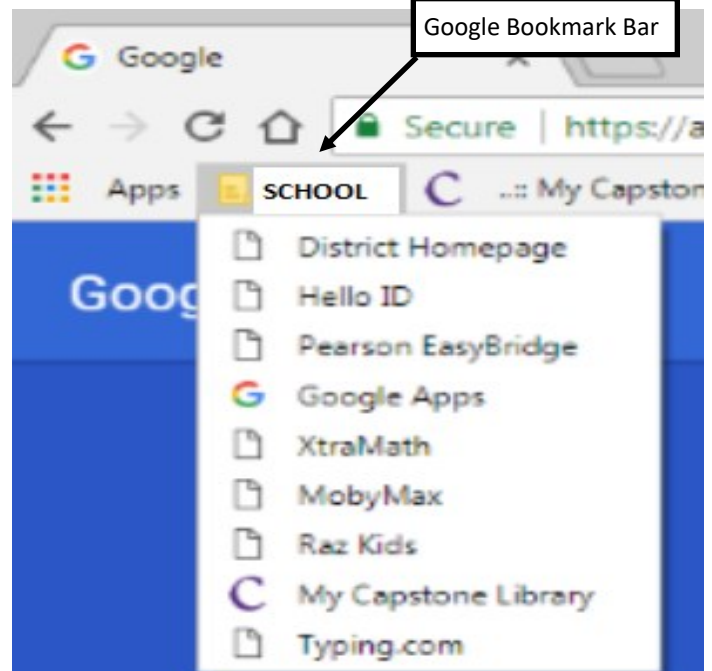 Google Bookmark Bar
Google
Secure | https://a
Apps SCHOOL C ..:: My Capston
Goog
District Homepage
Hello ID
Pearson EasyBridge
G Google Apps
XtraMath
MobyMax
Raz Kids
C My Capstone Library
Typing.com